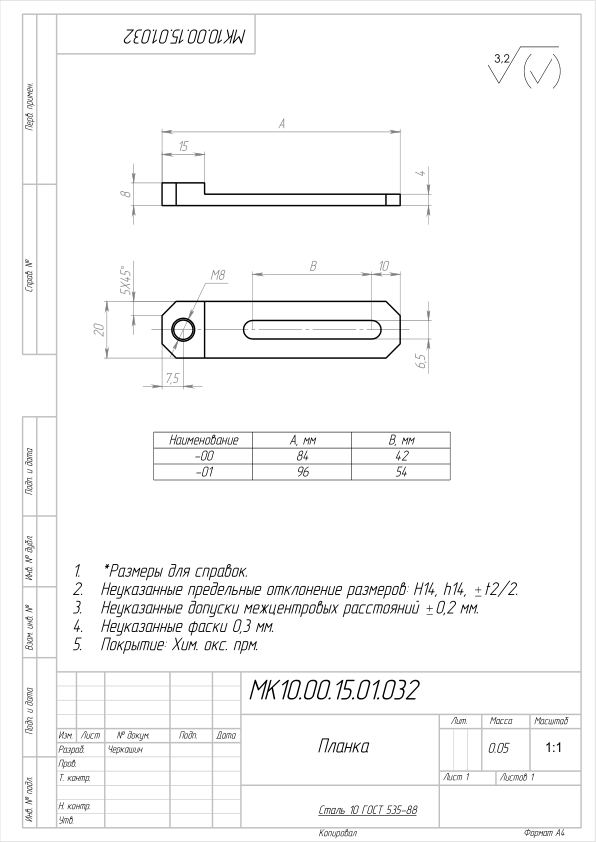 МК10.00.15.01.032
3,2
Перв. примен.
Справ. №
Подп. и дата
Инв. № дубл.
Взам. инв. №
Подп. и дата
Инв. № подл.
А
15
8
4
5X45°
М8
В
10
20
7,5
6,5
Наименование А, мм В, мм
-00 84 42
-01 96 54
1. *Размеры для справок.
2. Неуказанные предельные отклонение размеров: Н14, h14, ±t2/2.
3. Неуказанные допуски межцентровых расстояний ±0,2 мм.
4. Неуказанные фаски 0,3 мм.
5. Покрытие: Хим. окс. прм.
МК10.00.15.01.032
Изм. Лист № докум. Подп. Дата
Разраб. Черкашин
Пров.
Т. контр.
Н. контр.
Утв.
Планка
Лит. Масса Масштаб
0.05 1:1
Лист 1 Листов 1
Сталь 10 ГОСТ 535-88
Копировал Формат А4